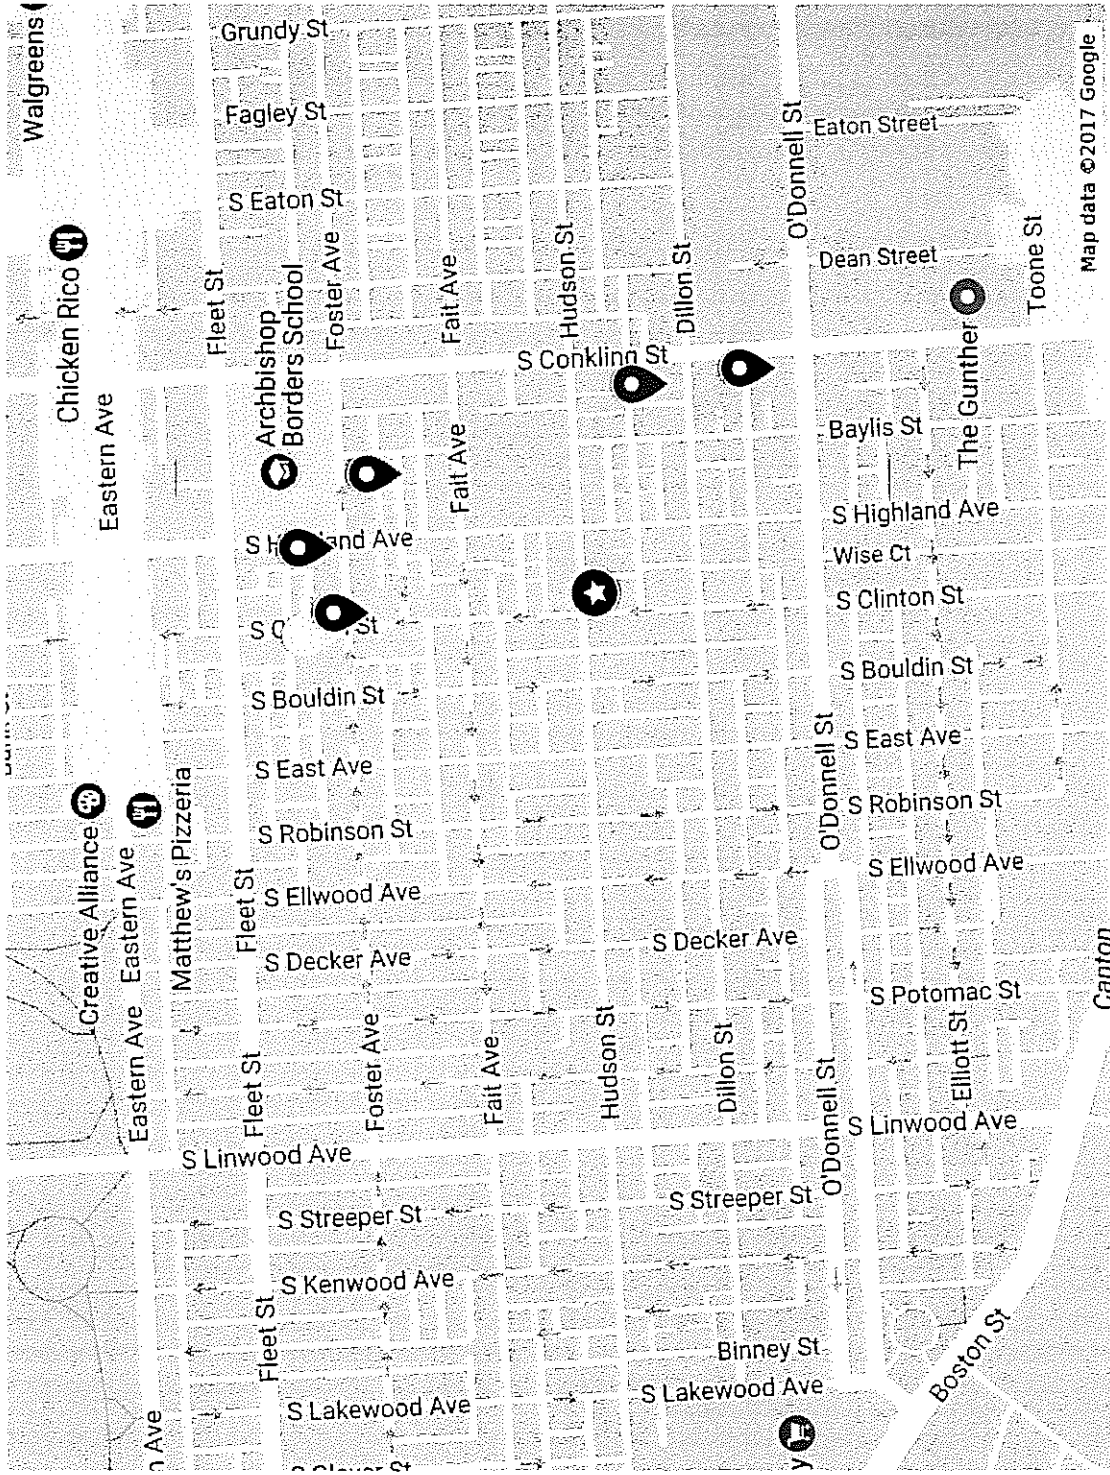 Walgreens
Grundy St
Fagley St
S Eaton St
Eaton Street
Dean Street
Map data ©2017 Google
Chicken Rico
Eastern Ave
Fleet St
Archbishop
Borders School
Foster Ave
Fait Ave
Hudson St
Dillon St
O'Donnell St
Toone St
S Conkling St
Baylis St
The Gunther
Fait Ave
S Highland Ave
Wise Ct
S Clinton St
S Bouldin St
S Bouldin St
S East Ave
S East Ave
O'Donnell St
S Robinson St
S Robinson St
Creative Alliance
Eastern Ave
Matthew's Pizzeria
Fleet St
S Ellwood Ave
S Ellwood Ave
S Decker Ave
S Decker Ave
S Potomac St
Canton
Eastern Ave
Fleet St
Foster Ave
Fait Ave
Hudson St
Dillon St
O'Donnell St
Elliott St
S Linwood Ave
S Linwood Ave
S Streeper St
S Streeper St
S Kenwood Ave
Fleet St
Binney St
Boston St
S Lakewood Ave
S Lakewood Ave
Ave